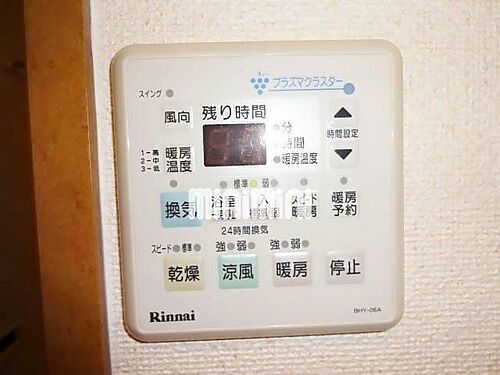 プラズマクラスター
スイング
風向
残り時間
分
時間
暖房温度
時間設定
1-高
2-中
3-低
暖房
温度
標準 弱
換気
浴室
暖房
暖房
予約
24時間換気
スピード 標準 強 弱 強 弱
乾燥 涼風 暖房 停止
Rinnai
BHY-06A